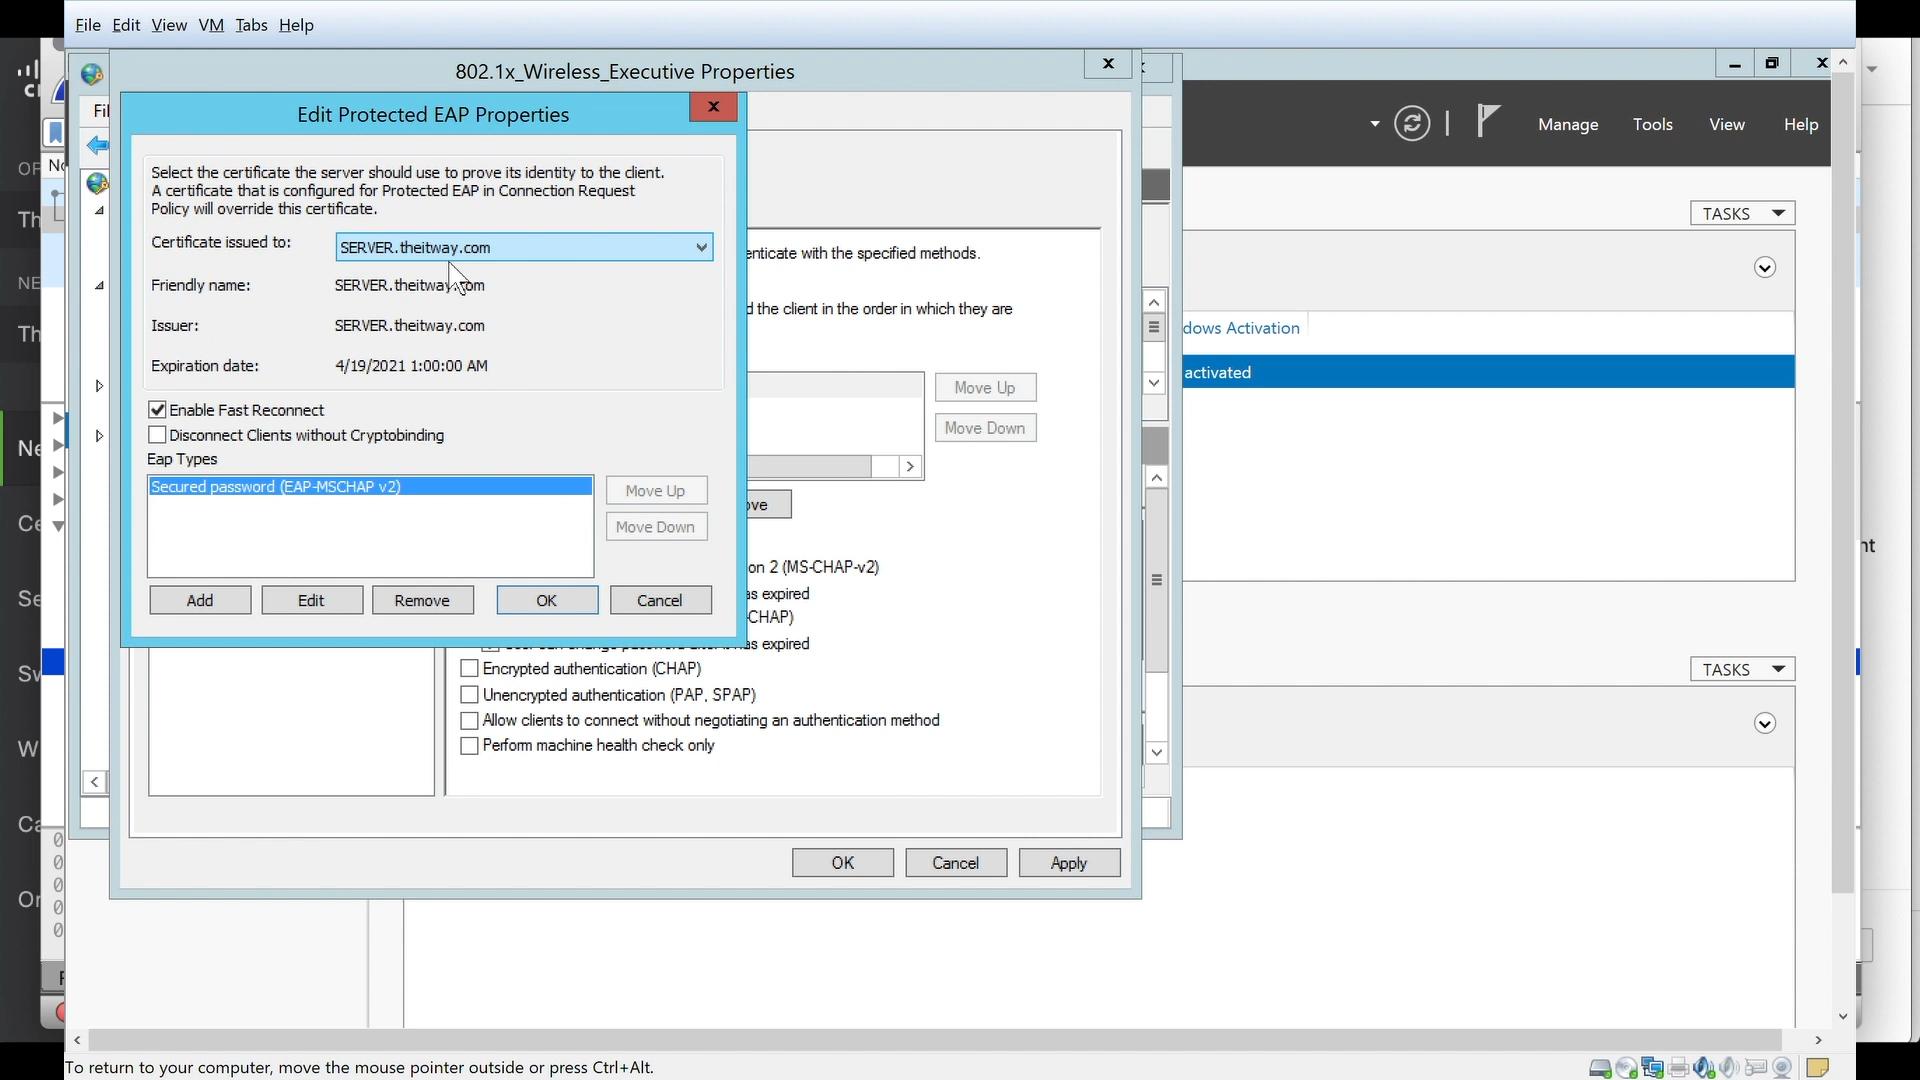 File Edit View VM Tabs Help
802.1x_Wireless_Executive Properties
Edit Protected EAP Properties
Manage Tools View Help
Select the certificate the server should use to prove its identity to the client.
A certificate that is configured for Protected EAP in Connection Request
Policy will override this certificate.
TASKS
Certificate issued to: SERVER.theitway.com
enticate with the specified methods.
Friendly name: SERVER.theitway.com
d the client in the order in which they are
Issuer: SERVER.theitway.com
dows Activation
Expiration date: 4/19/2021 1:00:00 AM
activated
Move Up
Enable Fast Reconnect
Move Down
Disconnect Clients without Cryptobinding
Eap Types
Secured password (EAP-MSCHAP v2)
Move Up
ove
Move Down
on 2 (MS-CHAP-v2)
as expired
Add Edit Remove OK Cancel
-CHAP)
as expired
Encrypted authentication (CHAP)
TASKS
Unencrypted authentication (PAP, SPAP)
Allow clients to connect without negotiating an authentication method
Perform machine health check only
OK Cancel Apply
To return to your computer, move the mouse pointer outside or press Ctrl+Alt.